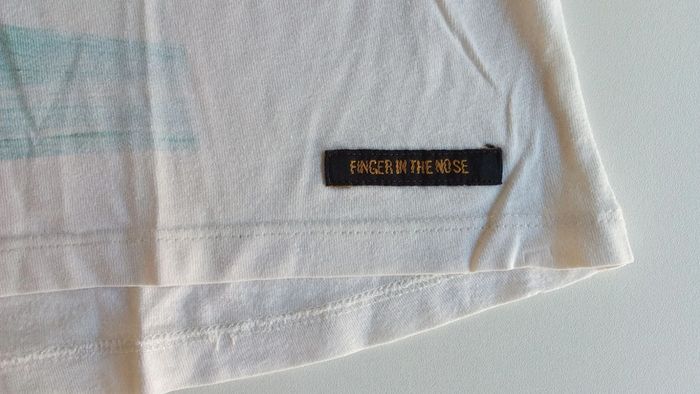 FINGER IN THE NOSE